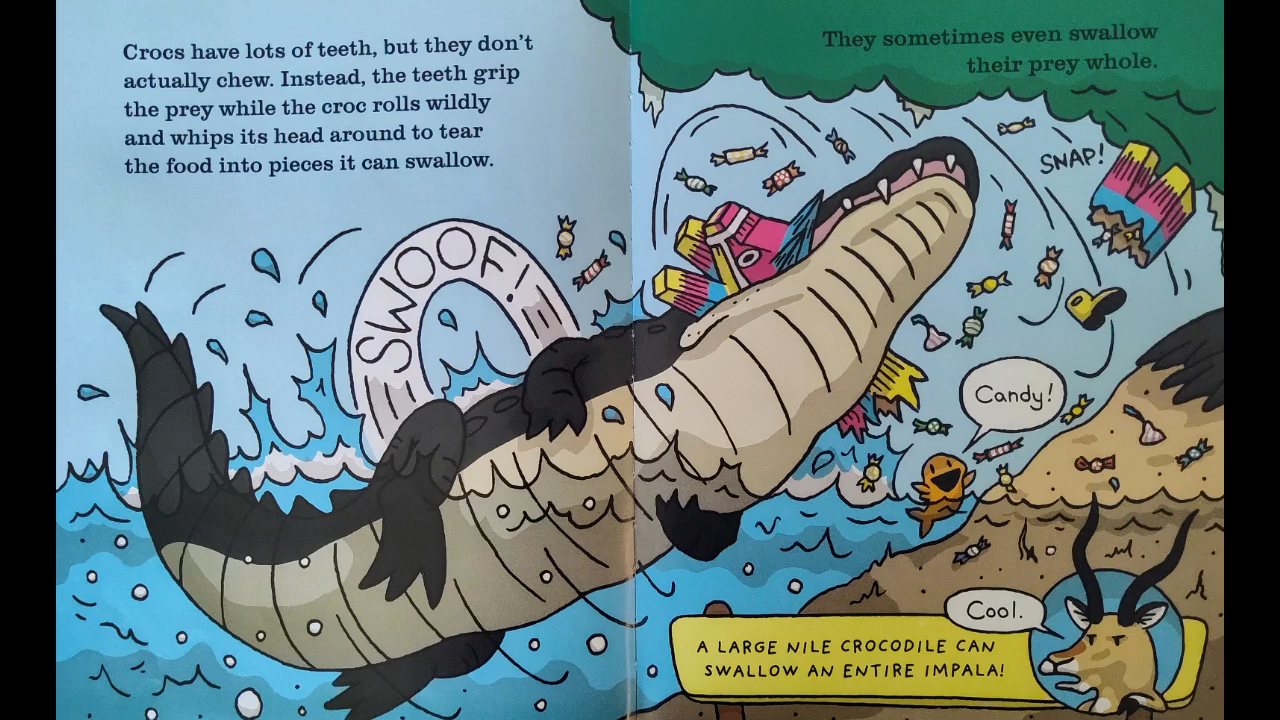 Crocs have lots of teeth, but they don't
actually chew. Instead, the teeth grip
the prey while the croc rolls wildly
and whips its head around to tear
the food into pieces it can swallow.
They sometimes even swallow
their prey whole.
SNAP!
SWOOF!
Candy!
Cool.
A LARGE NILE CROCODILE CAN
SWALLOW AN ENTIRE IMPALA!